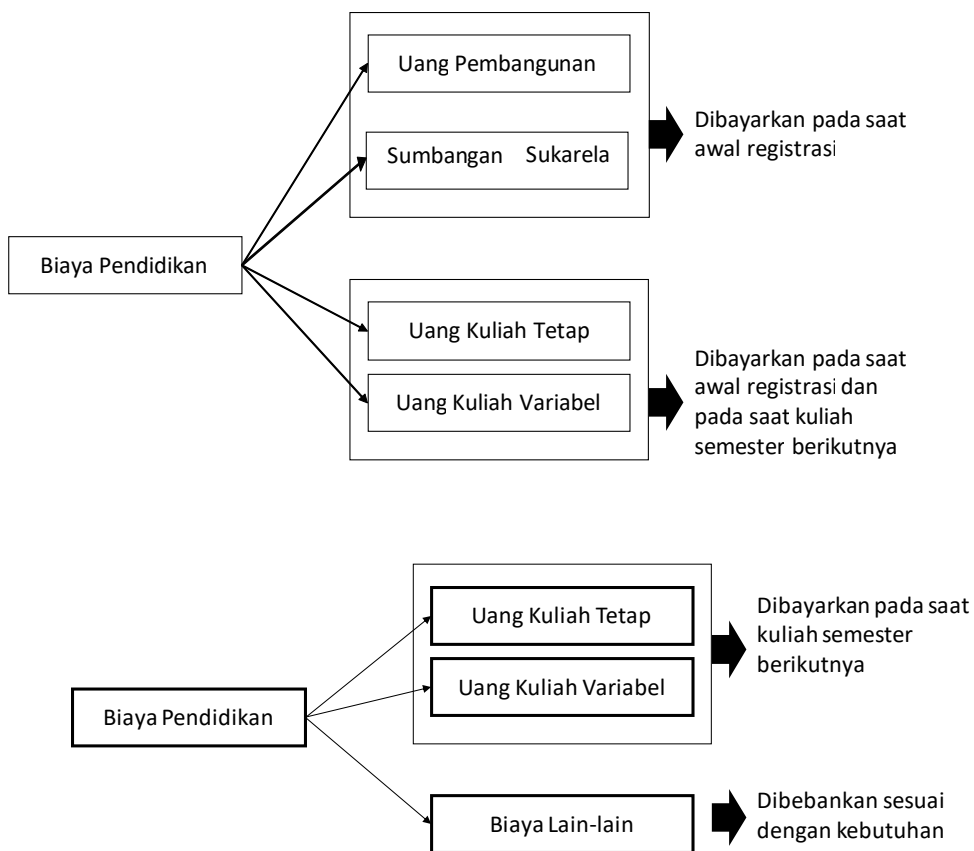 Uang Pembangunan
Sumbangan Sukarela
Dibayarkan pada saat
awal registrasi
Biaya Pendidikan
Uang Kuliah Tetap
Uang Kuliah Variabel
Dibayarkan pada saat
awal registrasi dan
pada saat kuliah
semester berikutnya
Uang Kuliah Tetap
Uang Kuliah Variabel
Dibayarkan pada saat
kuliah semester
berikutnya
Biaya Pendidikan
Biaya Lain-lain
Dibebankan sesuai
dengan kebutuhan